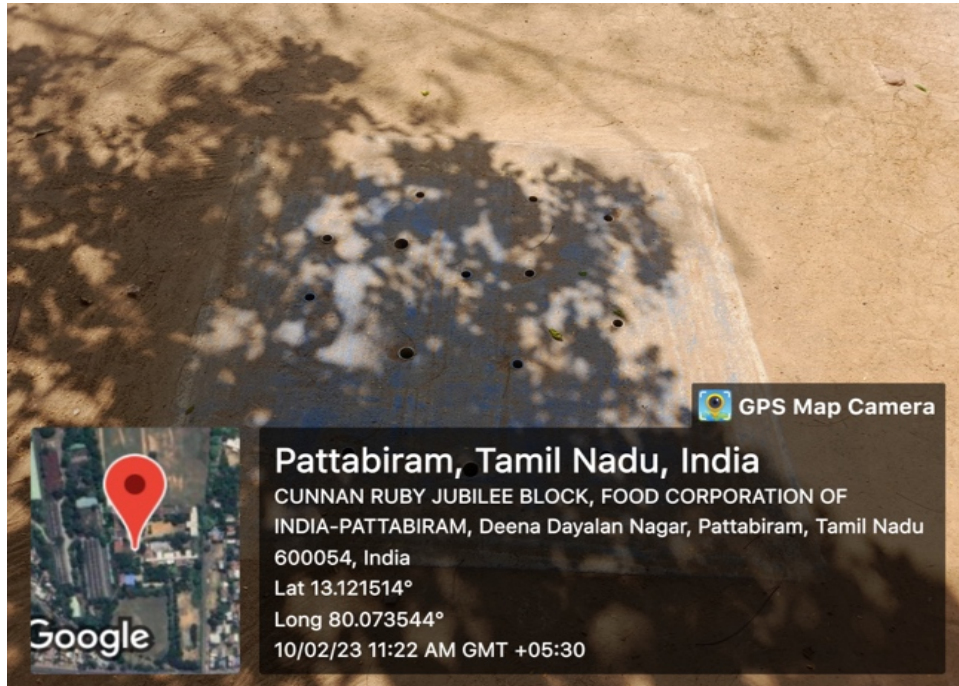 GPS Map Camera
Pattabiram, Tamil Nadu, India
CUNNAN RUBY JUBILEE BLOCK, FOOD CORPORATION OF
INDIA-PATTABIRAM, Deena Dayalan Nagar, Pattabiram, Tamil Nadu
600054, India
Lat 13.121514°
Long 80.073544°
10/02/23 11:22 AM GMT +05:30
Google